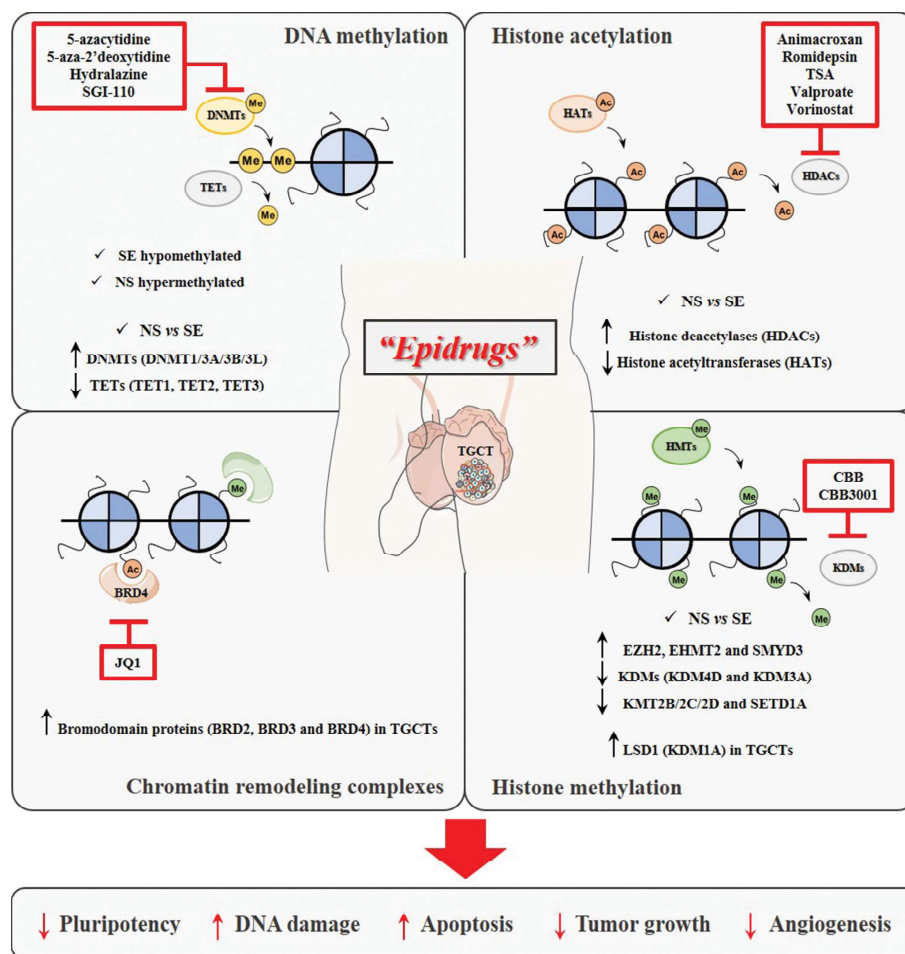 DNA methylation
5-azacytidine
5-aza-2'deoxytidine
Hydralazine
SGI-110
DNMTs
Me
Me
Me
TETs
Me
✓ SE hypomethylated
✓ NS hypermethylated
✓ NS vs SE
↑ DNMTs (DNMT1/3A/3B/3L)
↓ TETs (TET1, TET2, TET3)
Histone acetylation
Animacroxan
Romidepsin
TSA
Valproate
Vorinostat
HATs
Ac
HDACs
Ac
Ac
Ac
Ac
Ac
✓ NS vs SE
↑ Histone deacetylases (HDACs)
↓ Histone acetyltransferases (HATs)
"Epidrugs"
TGCT
Me
Ac
BRD4
JQ1
↑ Bromodomain proteins (BRD2, BRD3 and BRD4) in TGCTs
Chromatin remodeling complexes
HMTs
Me
CBB
CBB3001
KDMs
Me
Me
Me
Me
Me
✓ NS vs SE
↑ EZH2, EHMT2 and SMYD3
↓ KDMs (KDM4D and KDM3A)
↓ KMT2B/2C/2D and SETD1A
↑ LSD1 (KDM1A) in TGCTs
Histone methylation
↓ Pluripotency ↑ DNA damage ↑ Apoptosis ↓ Tumor growth ↓ Angiogenesis